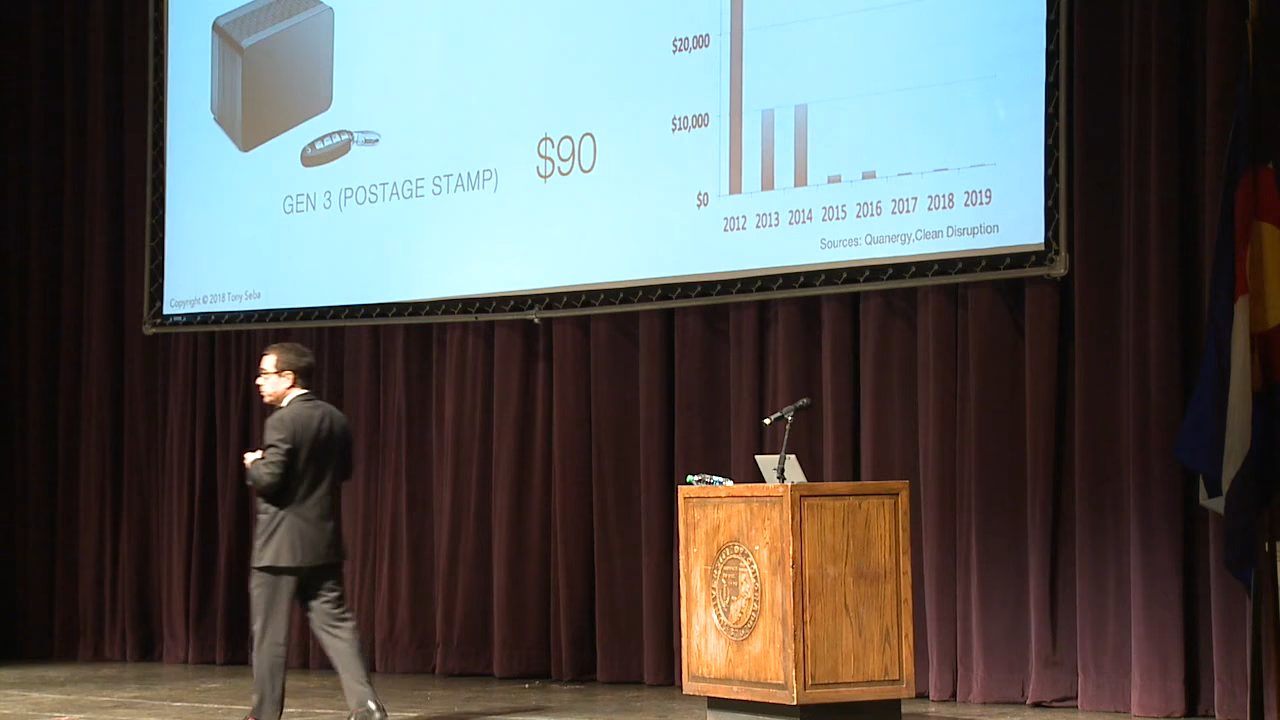 $20,000
$10,000
$90
GEN 3 (POSTAGE STAMP)
$0
2012 2013 2014 2015 2016 2017 2018 2019
Sources: Quanergy,Clean Disruption
Copyright © 2018 Tony Seba